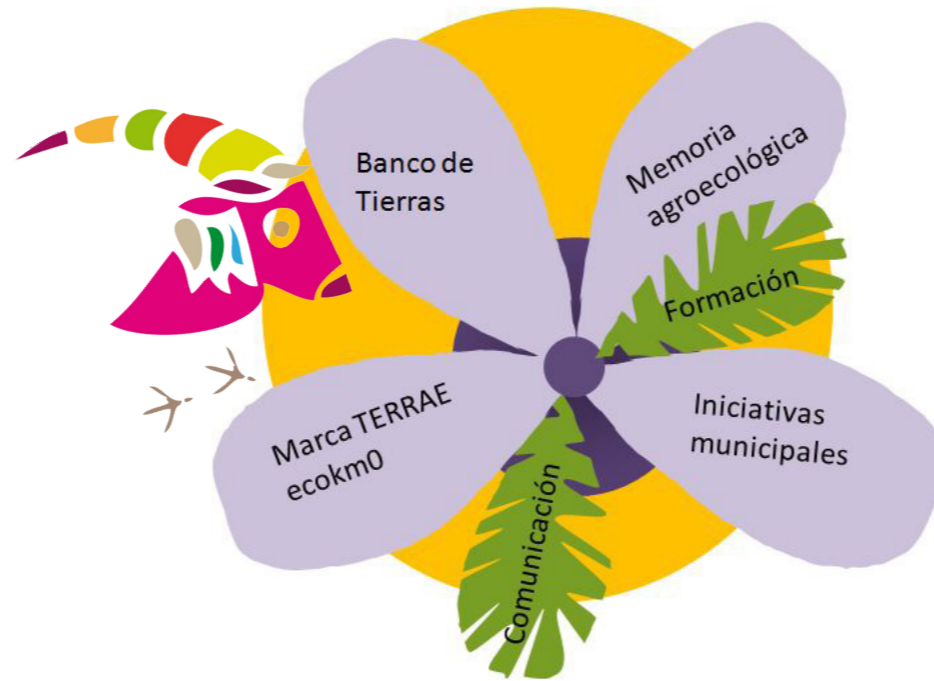 Banco de
Tierras
Memoria
agroecológica
Formación
Marca TERRAE
ecokm0
Iniciativas
municipales
Comunicación